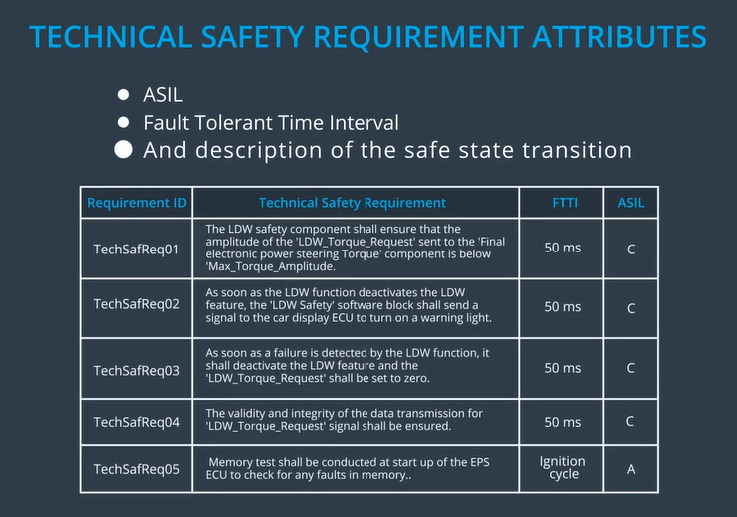 TECHNICAL SAFETY REQUIREMENT ATTRIBUTES
ASIL
Fault Tolerant Time Interval
And description of the safe state transition
Requirement ID Technical Safety Requirement FTTI ASIL
TechSafReq01
The LDW safety component shall ensure that the
amplitude of the 'LDW_Torque_Request' sent to the 'Final
electronic power steering Torque' component is below
'Max_Torque_Amplitude.
50 ms
C
TechSafReq02
As soon as the LDW function deactivates the LDW
feature, the 'LDW Safety' software block shall send a
signal to the car display ECU to turn on a warning light.
50 ms
C
TechSafReq03
As soon as a failure is detected by the LDW function, it
shall deactivate the LDW feature and the
'LDW_Torque_Request' shall be set to zero.
50 ms
C
TechSafReq04
The validity and integrity of the data transmission for
'LDW_Torque_Request' signal shall be ensured.
50 ms
C
TechSafReq05
Memory test shall be conducted at start up of the EPS
ECU to check for any faults in memory..
Ignition
cycle
A